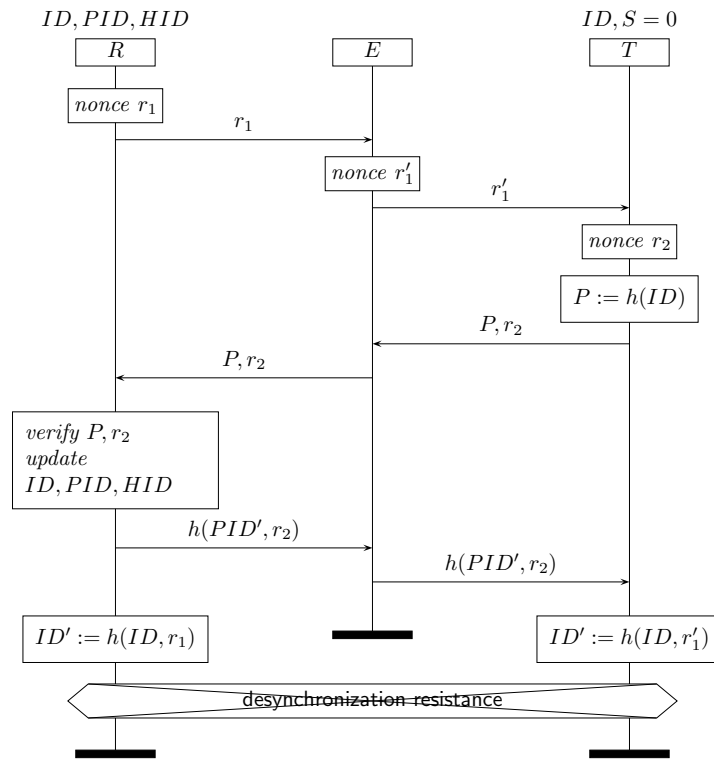 ID, PID, HID
ID, S = 0
R
E
T
nonce r₁
r₁
nonce r′₁
r′₁
nonce r₂
P := h(ID)
P, r₂
P, r₂
verify P, r₂
update
ID, PID, HID
h(PID′, r₂)
h(PID′, r₂)
ID′ := h(ID, r₁)
ID′ := h(ID, r′₁)
desynchronization resistance